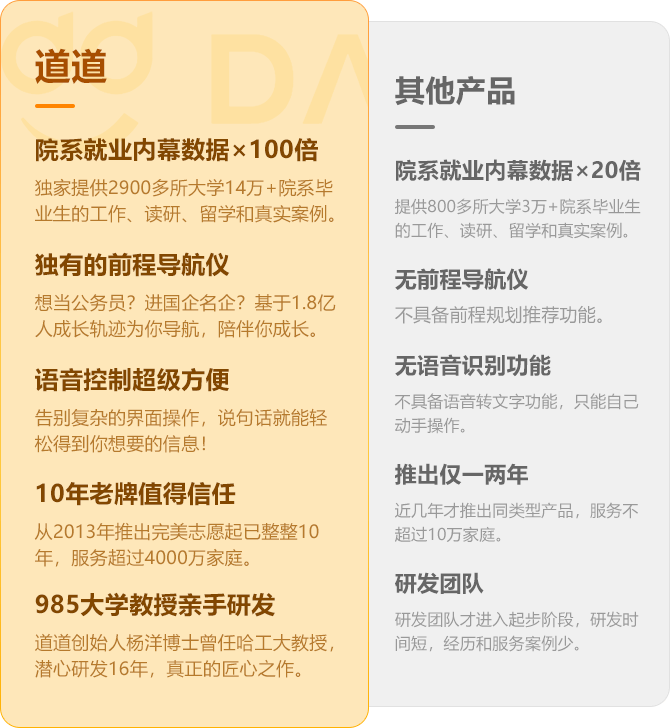 道道
院系就业内幕数据×100倍
独家提供2900多所大学14万+院系毕
业生的工作、读研、留学和真实案例。
独有的前程导航仪
想当公务员？进国企名企？基于1.8亿
人成长轨迹为你导航，陪伴你成长。
语音控制超级方便
告别复杂的界面操作，说句话就能轻
松得到你想要的信息！
10年老牌值得信任
从2013年推出完美志愿起已整整10
年，服务超过4000万家庭。
985大学教授亲手研发
道道创始人杨洋博士曾任哈工大教授，
潜心研发16年，真正的匠心之作。
其他产品
院系就业内幕数据×20倍
提供800多所大学3万+院系毕业生
的工作、读研、留学和真实案例。
无前程导航仪
不具备前程规划推荐功能。
无语音识别功能
不具备语音转文字功能，只能自己
动手操作。
推出仅一两年
近几年才推出同类型产品，服务不
超过10万家庭。
研发团队
研发团队才进入起步阶段，研发时
间短，经历和服务案例少。